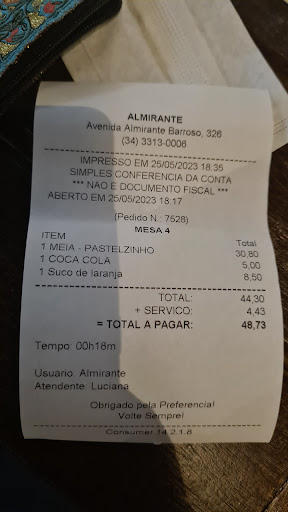 ALMIRANTE
Avenida Almirante Barroso, 326
(34) 3313-0006
IMPRESSO EM 25/05/2023 18:35
SIMPLES CONFERENCIA DA CONTA
*** NAO E DOCUMENTO FISCAL ***
ABERTO EM 25/05/2023 18:17
(Pedido N.: 7528)
MESA 4
ITEM Total
1 MEIA - PASTELZINHO 30,80
1 COCA COLA 5,00
1 Suco de laranja 8,50
TOTAL: 44,30
+ SERVICO: 4,43
= TOTAL A PAGAR: 48,73
Tempo: 00h18m
Usuario: Almirante
Atendente: Luciana
Obrigado pela Preferencia!
Volte Sempre!
Consumer 14.2.1.8